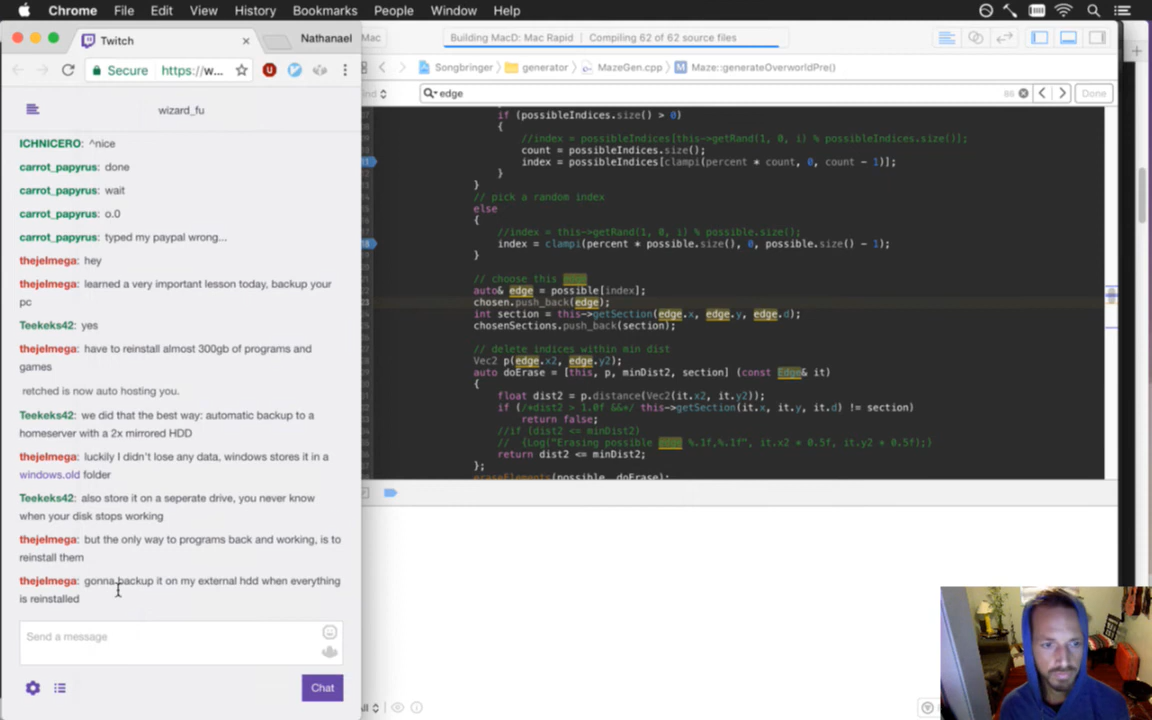 Chrome File Edit View History Bookmarks People Window Help
Twitch
Nathanael
Mac
Building MacD: Mac Rapid | Compiling 62 of 62 source files
Secure https://w...
Songbringer generator MazeGen.cpp Maze::generateOverworldPre()
edge
88
Done
wizard_fu
ICHNICERO: ^nice
carrot_papyrus: done
carrot_papyrus: wait
carrot_papyrus: o.0
carrot_papyrus: typed my paypal wrong...
thejelmega: hey
thejelmega: learned a very important lesson today, backup your
pc
Teekeks42: yes
thejelmega: have to reinstall almost 300gb of programs and
games
retched is now auto hosting you.
Teekeks42: we did that the best way: automatic backup to a
homeserver with a 2x mirrored HDD
thejelmega: luckily I didn't lose any data, windows stores it in a
windows.old folder
Teekeks42: also store it on a seperate drive, you never know
when your disk stops working
thejelmega: but the only way to programs back and working, is to
reinstall them
thejelmega: gonna backup it on my external hdd when everything
is reinstalled
Send a message
Chat
if (possibleIndices.size() > 0)
{
//index = possibleIndices[this->getRand(1, 0, i) % possibleIndices.size()];
count = possibleIndices.size();
index = possibleIndices[clampi(percent * count, 0, count - 1)];
}
}
// pick a random index
else
{
//index = this->getRand(1, 0, i) % possible.size();
index = clampi(percent * possible.size(), 0, possible.size() - 1);
}
// choose this edge
auto& edge = possible[index];
chosen.push_back(edge);
int section = this->getSection(edge.x, edge.y, edge.d);
chosenSections.push_back(section);
// delete indices within min dist
Vec2 p(edge.x2, edge.y2);
auto doErase = [this, p, minDist2, section] (const Edge& it)
{
float dist2 = p.distance(Vec2(it.x2, it.y2));
if (/*dist2 > 1.0f &&*/ this->getSection(it.x, it.y, it.d) != section)
return false;
//if (dist2 <= minDist2)
// {Log("Erasing possible edge %.1f,%.1f", it.x2 * 0.5f, it.y2 * 0.5f);}
return dist2 <= minDist2;
};
eraseElements(possible, doErase);